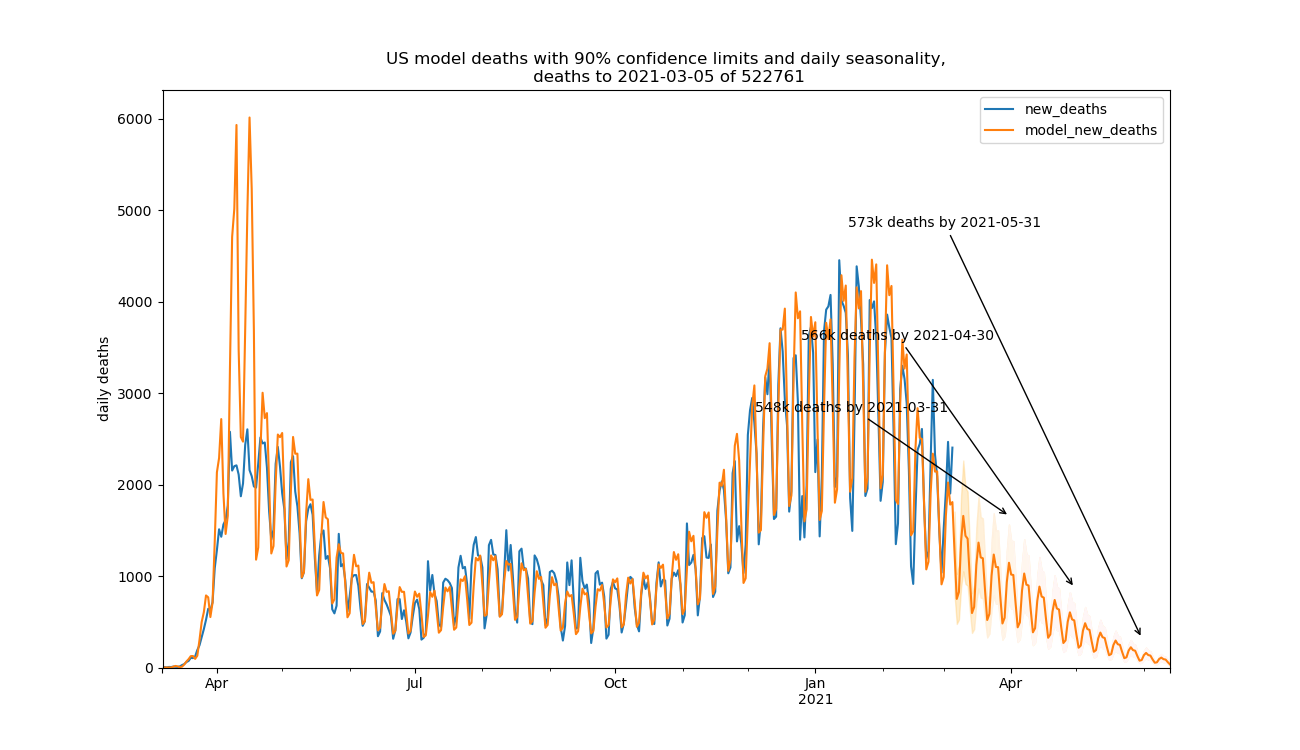 US model deaths with 90% confidence limits and daily seasonality,
deaths to 2021-03-05 of 522761
new_deaths
model_new_deaths
6000
5000
4000
3000
2000
1000
0
daily deaths
573k deaths by 2021-05-31
566k deaths by 2021-04-30
548k deaths by 2021-03-31
Apr
Jul
Oct
Jan
2021
Apr